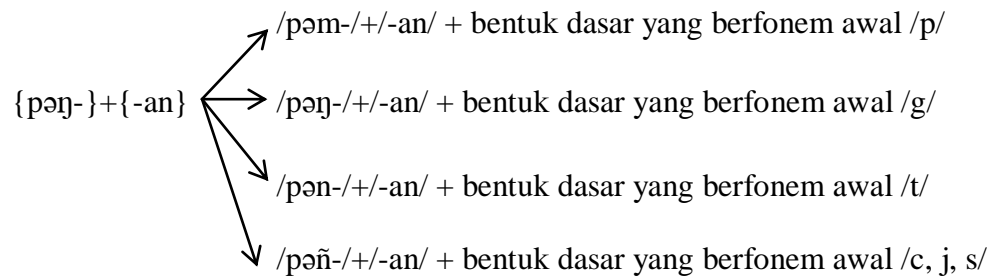 /pəm-/+/-an/ + bentuk dasar yang berfonem awal /p/
{pəŋ-}+{-an}
/pəŋ-/+/-an/ + bentuk dasar yang berfonem awal /g/
/pən-/+/-an/ + bentuk dasar yang berfonem awal /t/
/pəñ-/+/-an/ + bentuk dasar yang berfonem awal /c, j, s/